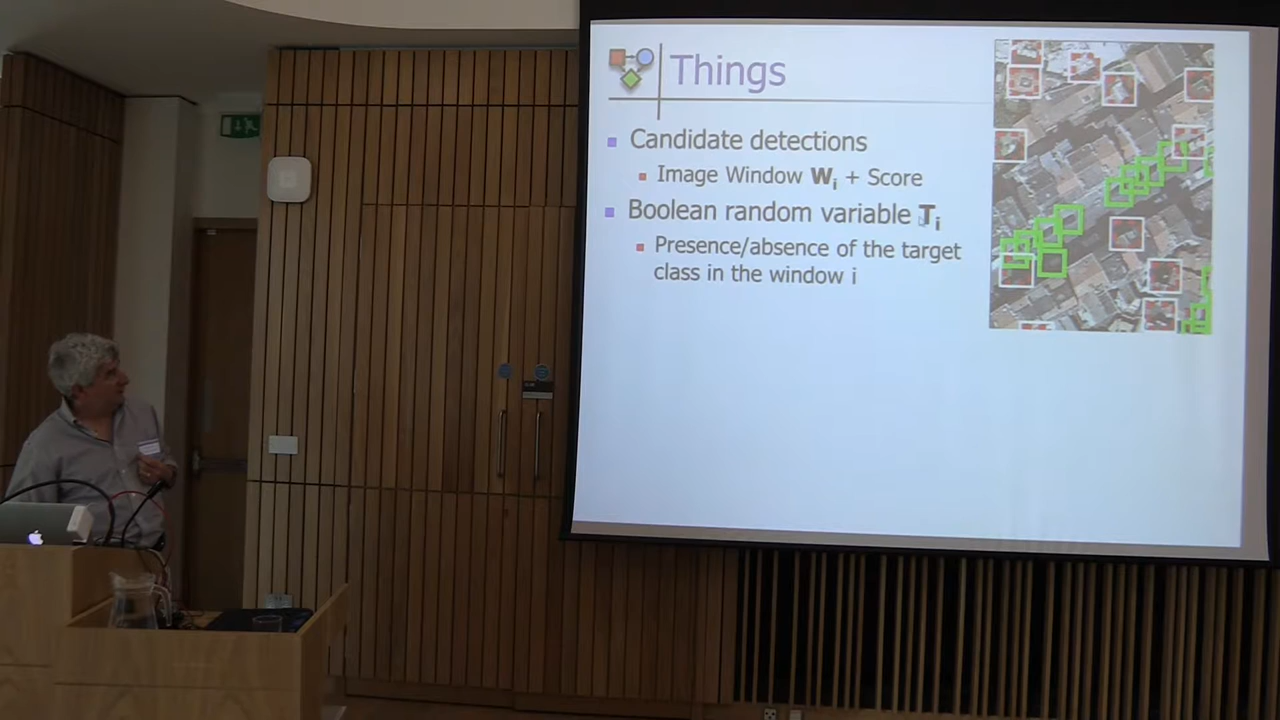 Things
Candidate detections
Image Window Wi + Score
Boolean random variable Ti
Presence/absence of the target
class in the window i